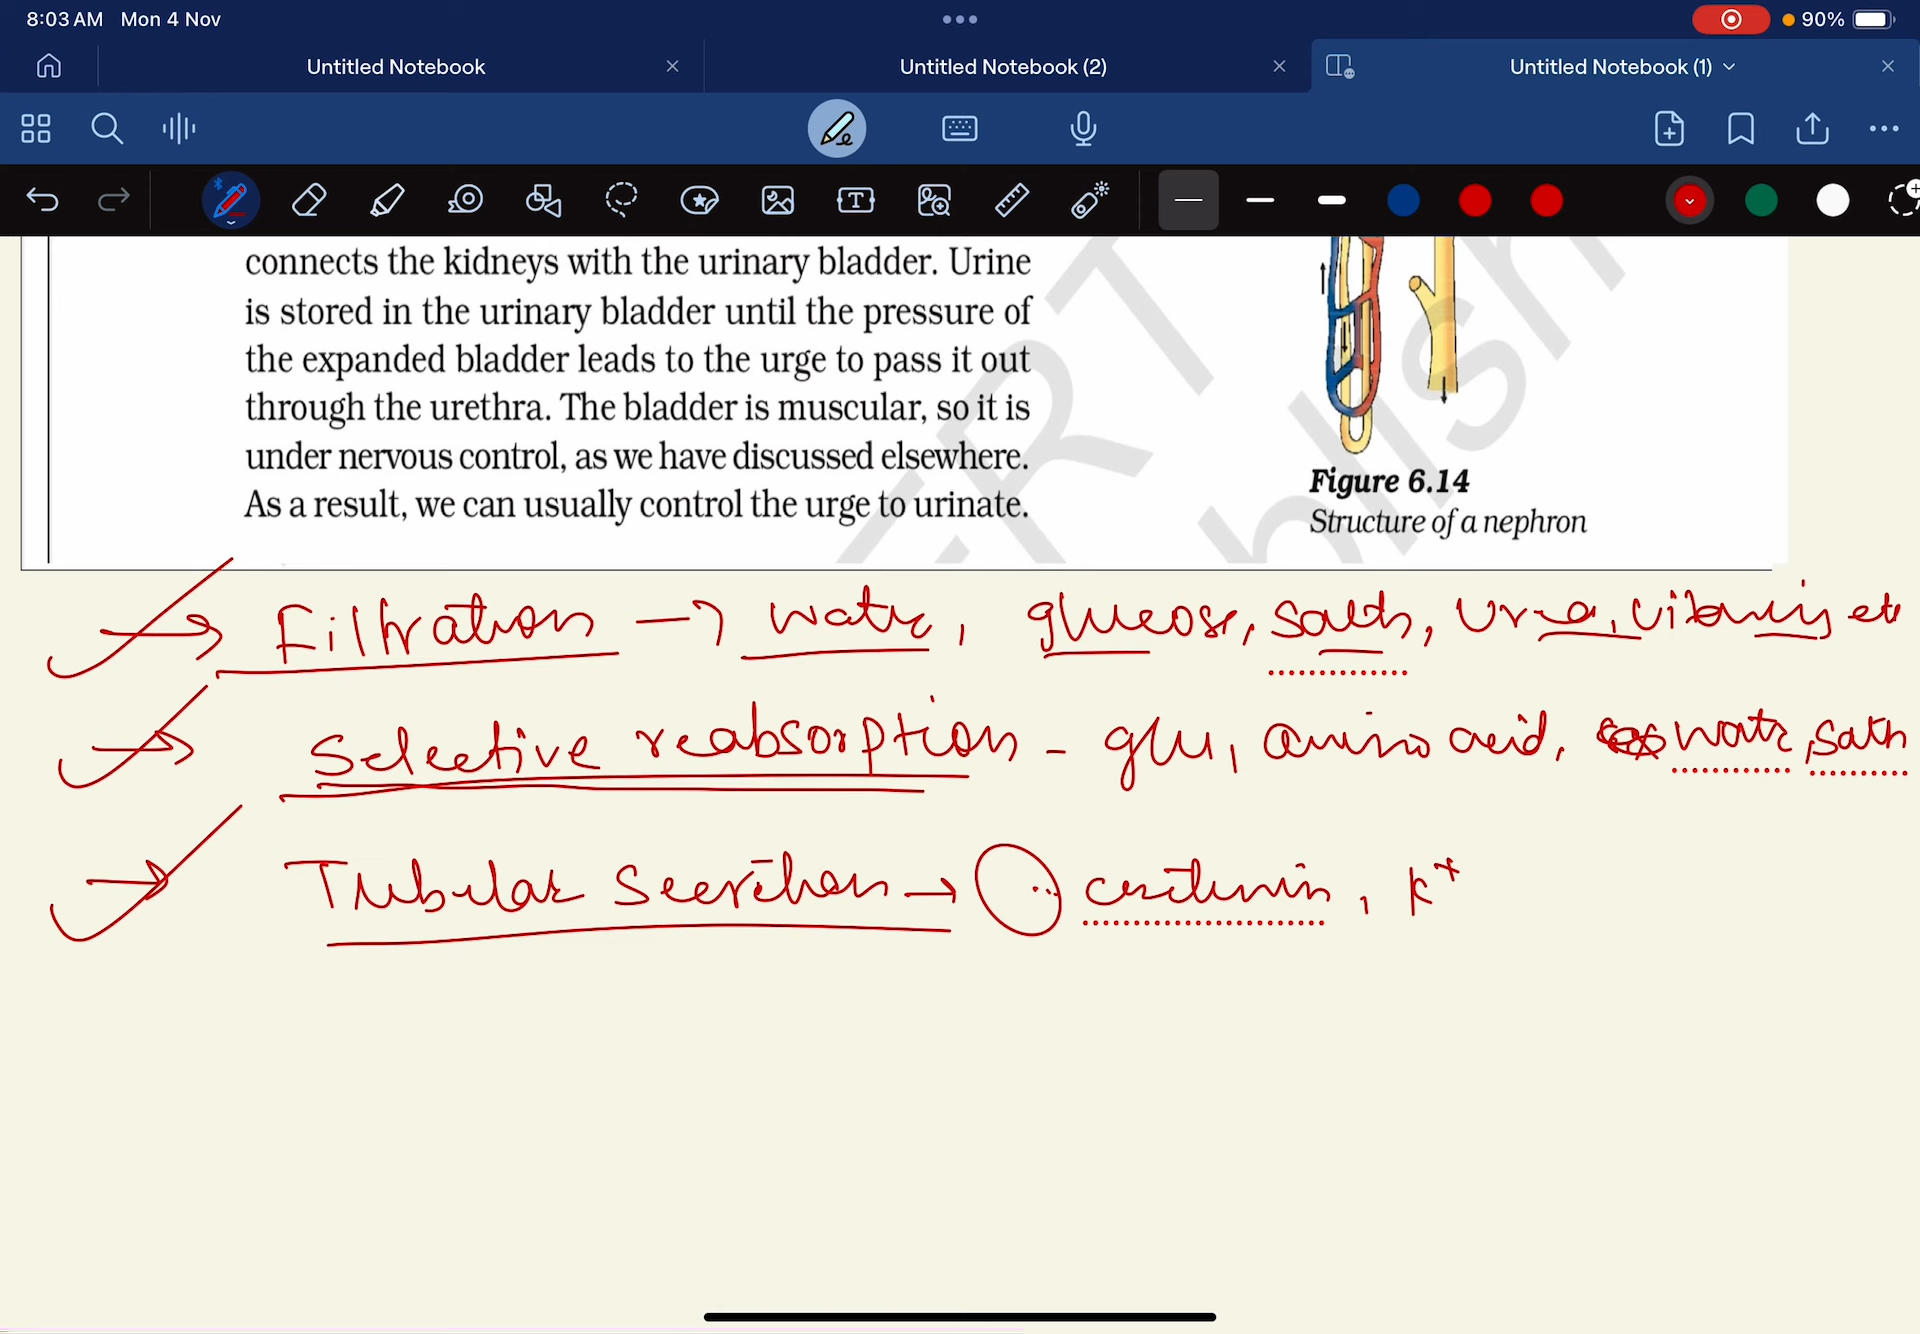 8:03 AM Mon 4 Nov
90%
Untitled Notebook
Untitled Notebook (2)
Untitled Notebook (1)
connects the kidneys with the urinary bladder. Urine
is stored in the urinary bladder until the pressure of
the expanded bladder leads to the urge to pass it out
through the urethra. The bladder is muscular, so it is
under nervous control, as we have discussed elsewhere.
As a result, we can usually control the urge to urinate.
Figure 6.14
Structure of a nephron
Filtration → water, glucose, salts, Urea, vitamins etc
Selective reabsorption - glu, amino acid, water, salts
Tubular Secretion → , K+